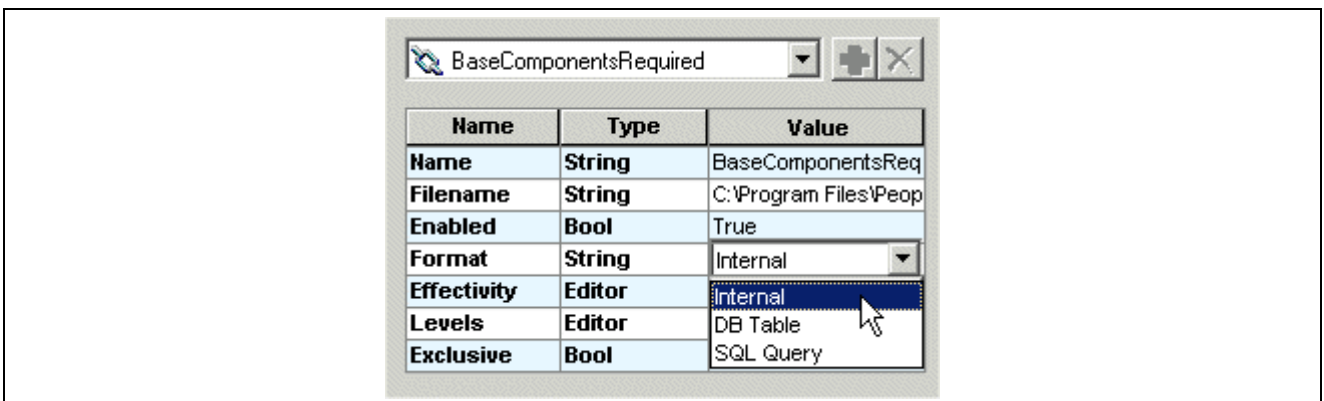 BaseComponentsRequired
Name Type Value
Name String BaseComponentsReq
Filename String C:\Program Files\Peop
Enabled Bool True
Format String Internal
Effectivity Editor Internal
Levels Editor DB Table
Exclusive Bool SQL Query